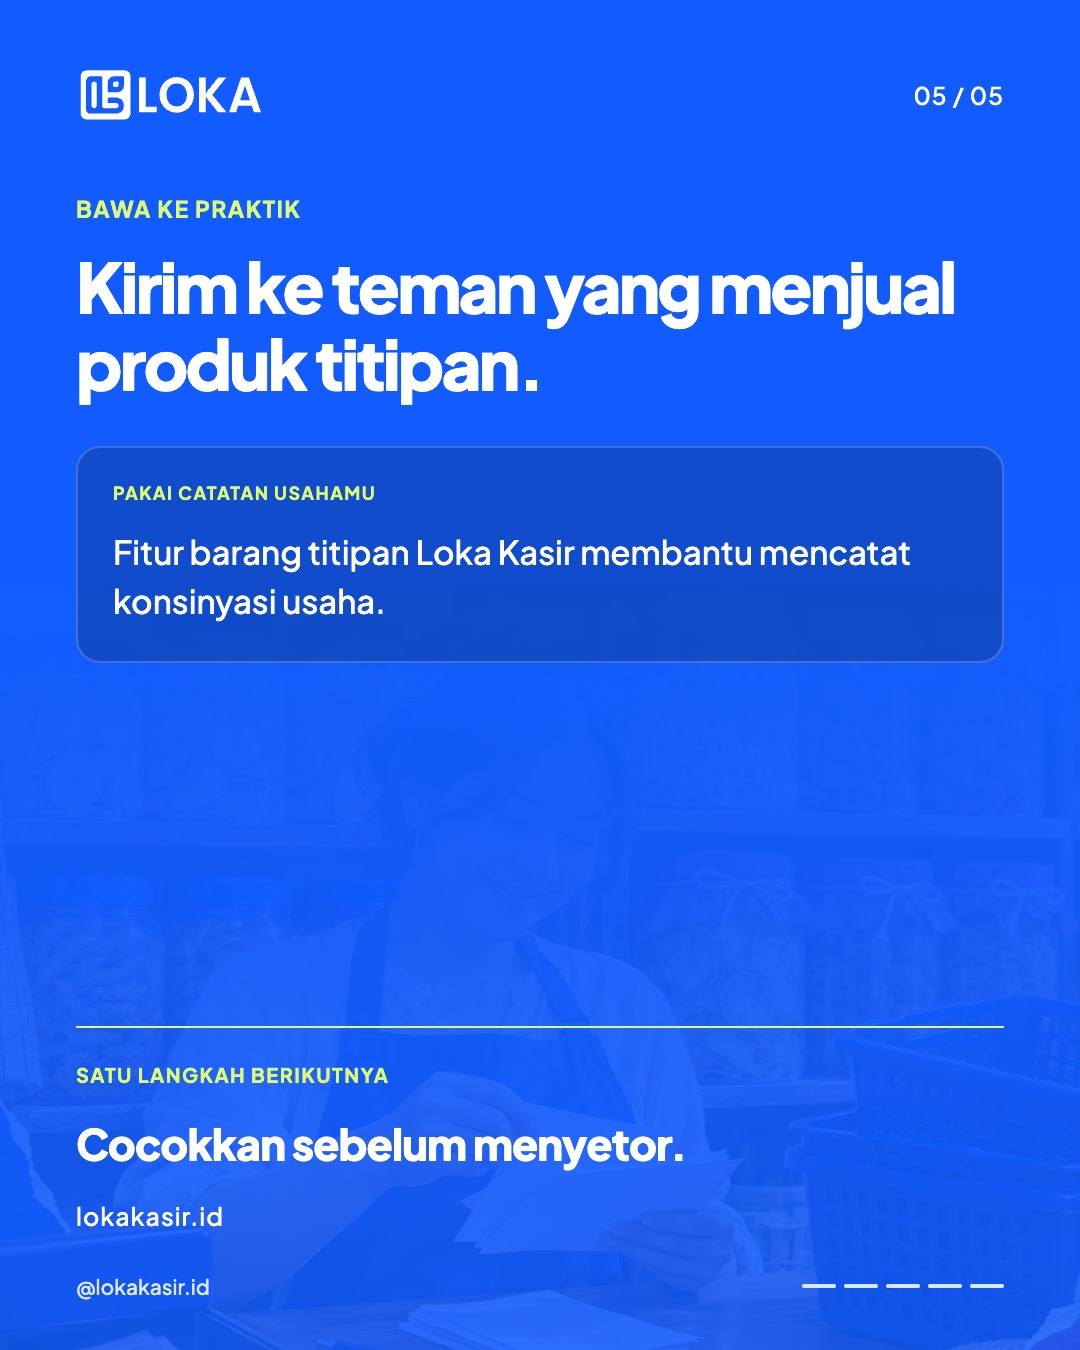 LOKA
05 / 05
BAWA KE PRAKTIK
Kirim ke teman yang menjual
produk titipan.
PAKAI CATATAN USAHAMU
Fitur barang titipan Loka Kasir membantu mencatat
konsinyasi usaha.
SATU LANGKAH BERIKUTNYA
Cocokkan sebelum menyetor.
lokakasir.id
@lokakasir.id